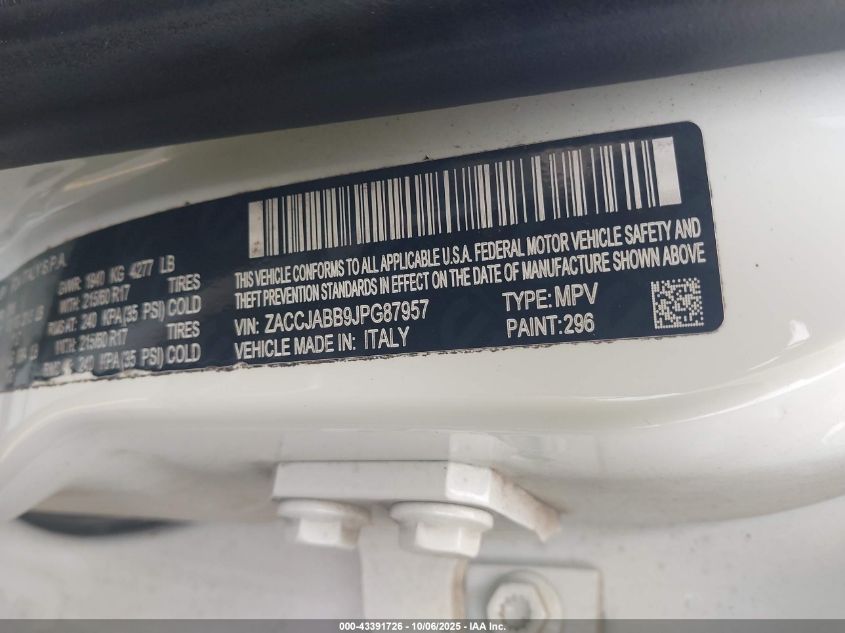 THIS VEHICLE CONFORMS TO ALL APPLICABLE U.S.A. FEDERAL MOTOR VEHICLE SAFETY AND
THEFT PREVENTION STANDARDS IN EFFECT ON THE DATE OF MANUFACTURE SHOWN ABOVE
VIN: ZACCJABB9JPG87957 TYPE: MPV
VEHICLE MADE IN: ITALY PAINT: 296
GVWR: 1940 KG 4277 LB
WITH: 215/60 R17 TIRES
240 KPA (35 PSI) COLD
215/60 R17 TIRES
240 KPA (35 PSI) COLD
000-43391726 - 10/06/2025 - IAA Inc.